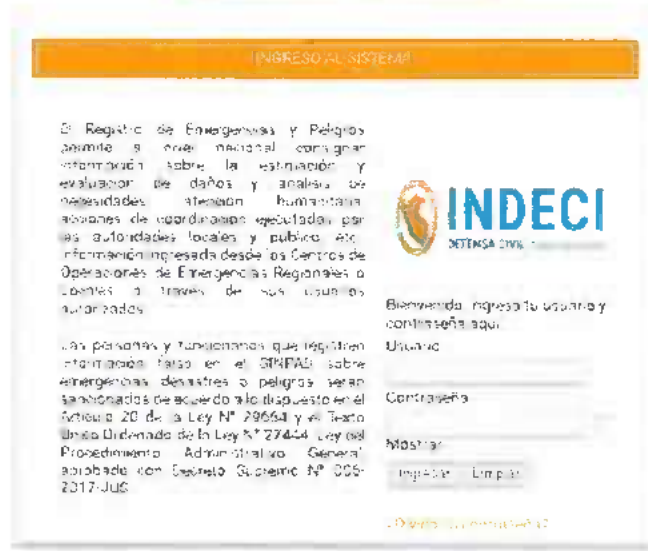 INGRESO AL SISTEMA
El Registro de Emergencias y Peligros
permite a nivel nacional consignar
información sobre la estimación y
evaluación de daños y análisis de
necesidades, atención humanitaria,
acciones de coordinación ejecutadas por
las autoridades locales y público, etc.
Información ingresada desde los Centros de
Operaciones de Emergencias Regionales o
Locales a través de sus usuarios
autorizados.
Las personas y funcionarios que registren
información falsa en el SINPAD sobre
emergencias, desastres o peligros serán
sancionados de acuerdo a lo dispuesto en el
Artículo 20 de la Ley N° 29664 y el Texto
Único Ordenado de la Ley N° 27444, Ley del
Procedimiento Administrativo General,
aprobado con Decreto Supremo N° 006-
2017-JUS
INDECI
DEFENSA CIVIL
Bienvenido, ingresa tu usuario y
contraseña aquí
Usuario
Contraseña
Mostrar
Ingresar Limpiar
¿Olvidó su contraseña?